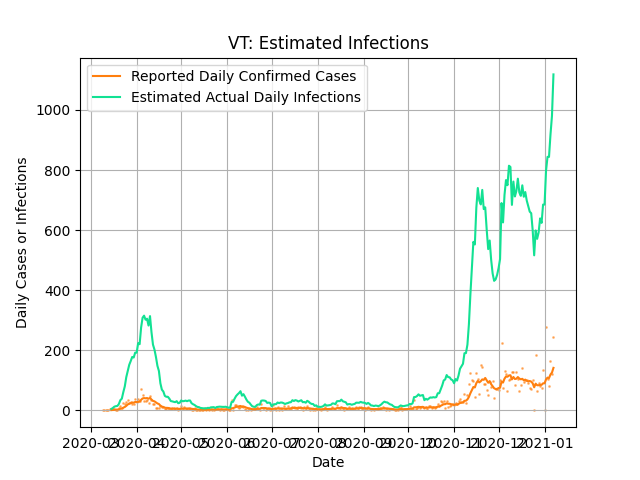 VT: Estimated Infections
Reported Daily Confirmed Cases
Estimated Actual Daily Infections
Daily Cases or Infections
1000
800
600
400
200
0
2020-03 2020-04 2020-05 2020-06 2020-07 2020-08 2020-09 2020-10 2020-11 2020-12 2021-01
Date